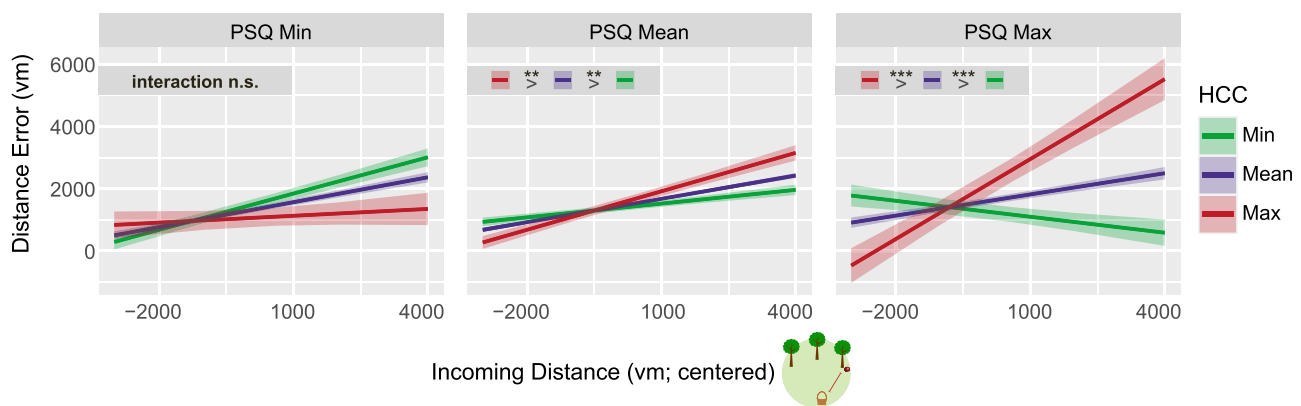 PSQ Min PSQ Mean PSQ Max
Distance Error (vm)
6000
4000
2000
0
interaction n.s.
** **
> >
*** ***
> >
HCC
Min
Mean
Max
−2000 1000 4000 −2000 1000 4000 −2000 1000 4000
Incoming Distance (vm; centered)